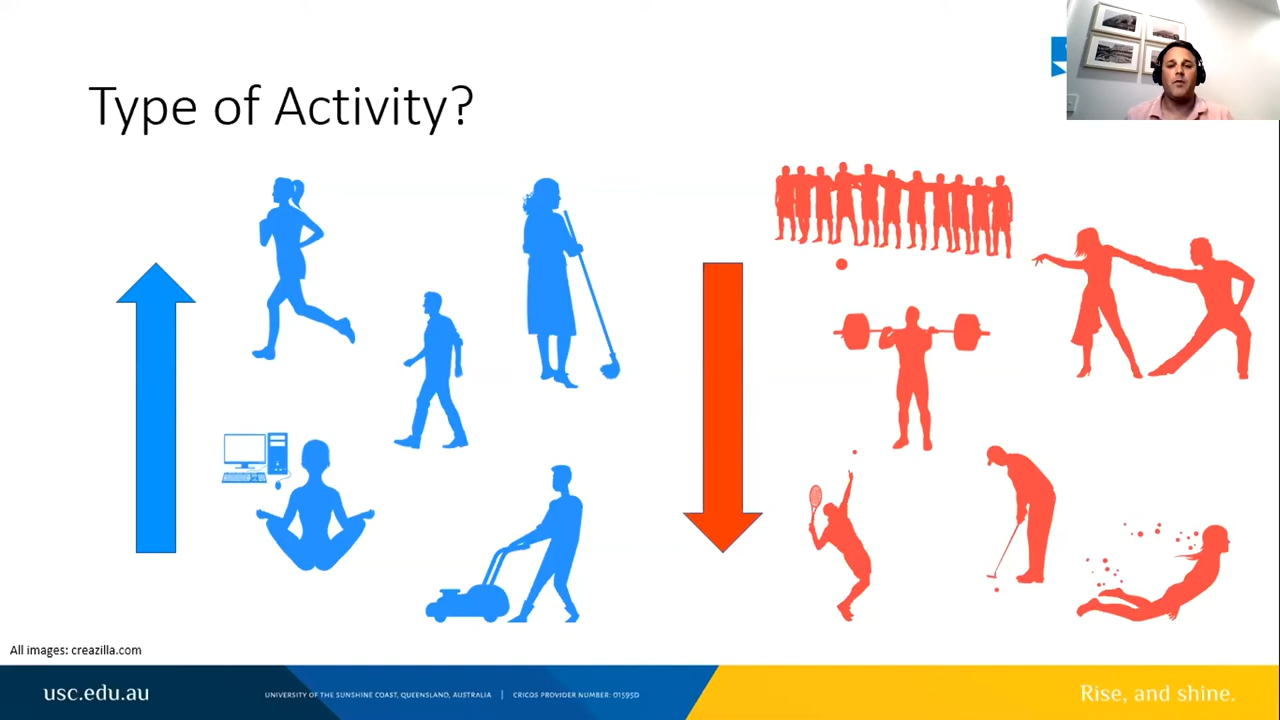 Type of Activity?
All images: creazilla.com
usc.edu.au
UNIVERSITY OF THE SUNSHINE COAST, QUEENSLAND, AUSTRALIA | CRICOS PROVIDER NUMBER: 01595D
Rise, and shine.